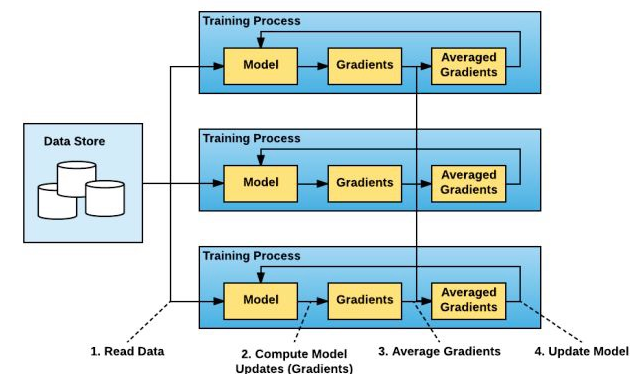 Training Process
Model
Gradients
Averaged
Gradients
Data Store
Training Process
Model
Gradients
Averaged
Gradients
Training Process
Model
Gradients
Averaged
Gradients
1. Read Data
2. Compute Model
Updates (Gradients)
3. Average Gradients
4. Update Model